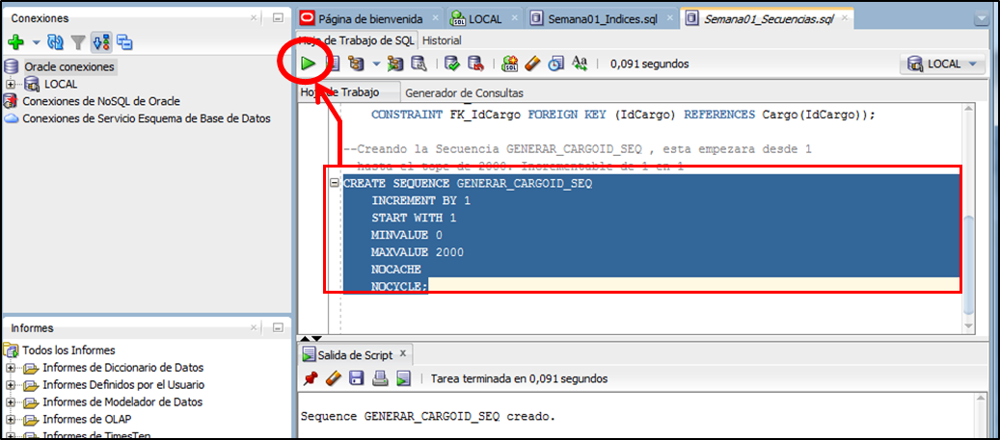 Conexiones
Oracle conexiones
LOCAL
Conexiones de NoSQL de Oracle
Conexiones de Servicio Esquema de Base de Datos
Informes
Todos los Informes
Informes de Diccionario de Datos
Informes Definidos por el Usuario
Informes de Modelador de Datos
Informes de OLAP
Informes de TimesTen
Página de bienvenida
LOCAL
SQL
Semana01_Indices.sql
Semana01_Secuencias.sql
Hoja de Trabajo de SQL Historial
0,091 segundos
LOCAL
Hoja de Trabajo Generador de Consultas
CONSTRAINT FK_IdCargo FOREIGN KEY (IdCargo) REFERENCES Cargo(IdCargo));
--Creando la Secuencia GENERAR_CARGOID_SEQ , esta empezara desde 1
hasta el tope de 2000. Incrementable de 1 en 1
CREATE SEQUENCE GENERAR_CARGOID_SEQ
INCREMENT BY 1
START WITH 1
MINVALUE 0
MAXVALUE 2000
NOCACHE
NOCYCLE;
Salida de Script
Tarea terminada en 0,091 segundos
Sequence GENERAR_CARGOID_SEQ creado.